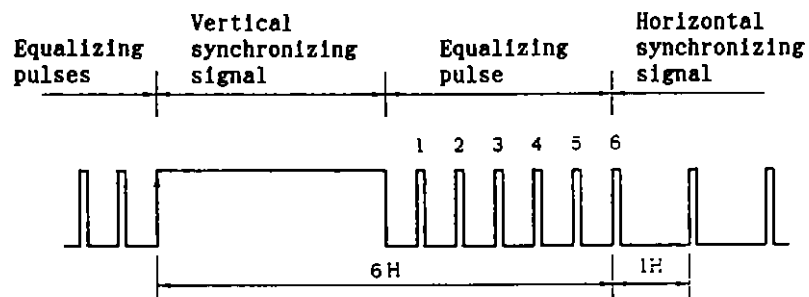 Equalizing
pulses
Vertical
synchronizing
signal
Equalizing
pulse
Horizontal
synchronizing
signal
1 2 3 4 5 6
6H
1H